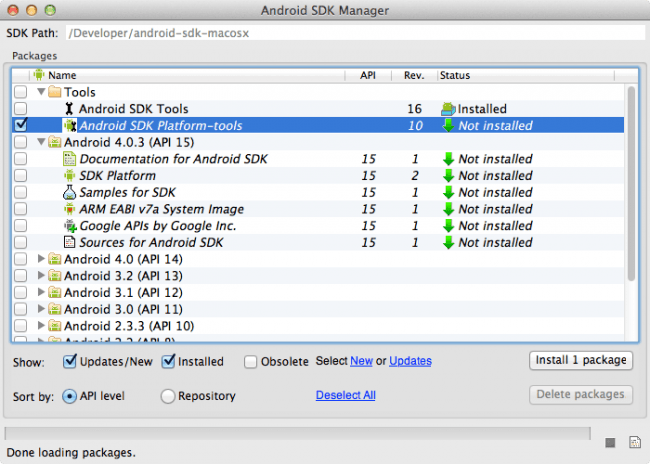 Android SDK Manager
SDK Path: /Developer/android-sdk-macosx
Packages
Name API Rev. Status
Tools
Android SDK Tools 16 Installed
Android SDK Platform-tools 10 Not installed
Android 4.0.3 (API 15)
Documentation for Android SDK 15 1 Not installed
SDK Platform 15 2 Not installed
Samples for SDK 15 1 Not installed
ARM EABI v7a System Image 15 1 Not installed
Google APIs by Google Inc. 15 1 Not installed
Sources for Android SDK 15 1 Not installed
Android 4.0 (API 14)
Android 3.2 (API 13)
Android 3.1 (API 12)
Android 3.0 (API 11)
Android 2.3.3 (API 10)
Show: Updates/New Installed Obsolete Select New or Updates Install 1 package
Sort by: API level Repository Deselect All Delete packages
Done loading packages.